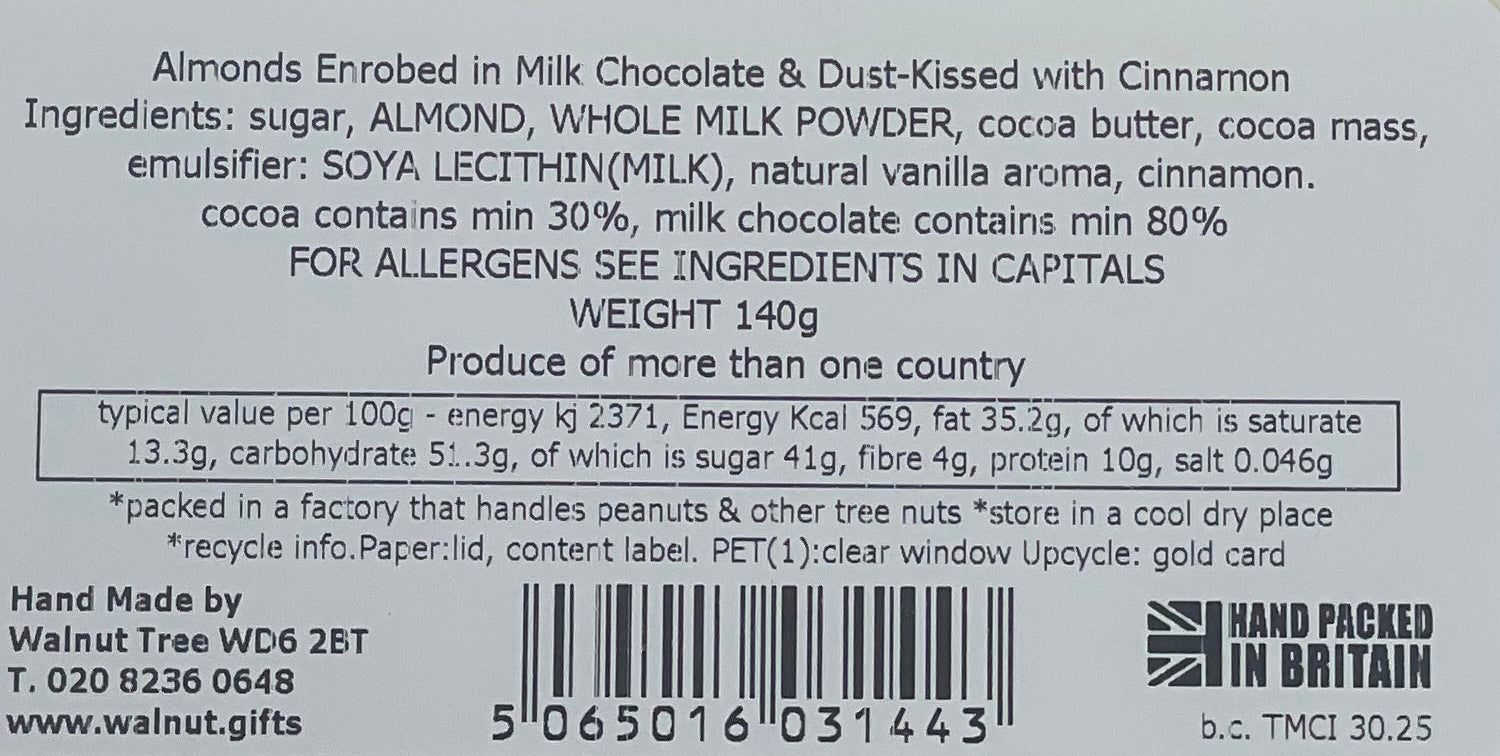 Almonds Enrobed in Milk Chocolate & Dust-Kissed with Cinnamon
Ingredients: sugar, ALMOND, WHOLE MILK POWDER, cocoa butter, cocoa mass,
emulsifier: SOYA LECITHIN(MILK), natural vanilla aroma, cinnamon.
cocoa contains min 30%, milk chocolate contains min 80%
FOR ALLERGENS SEE INGREDIENTS IN CAPITALS
WEIGHT 140g
Produce of more than one country
typical value per 100g - energy kj 2371, Energy Kcal 569, fat 35.2g, of which is saturate
13.3g, carbohydrate 51.3g, of which is sugar 41g, fibre 4g, protein 10g, salt 0.046g
*packed in a factory that handles peanuts & other tree nuts *store in a cool dry place
*recycle info.Paper:lid, content label. PET(1):clear window Upcycle: gold card
Hand Made by
Walnut Tree WD6 2BT
T. 020 8236 0648
www.walnut.gifts
5 065016 031443
HAND PACKED
IN BRITAIN
b.c. TMCI 30.25